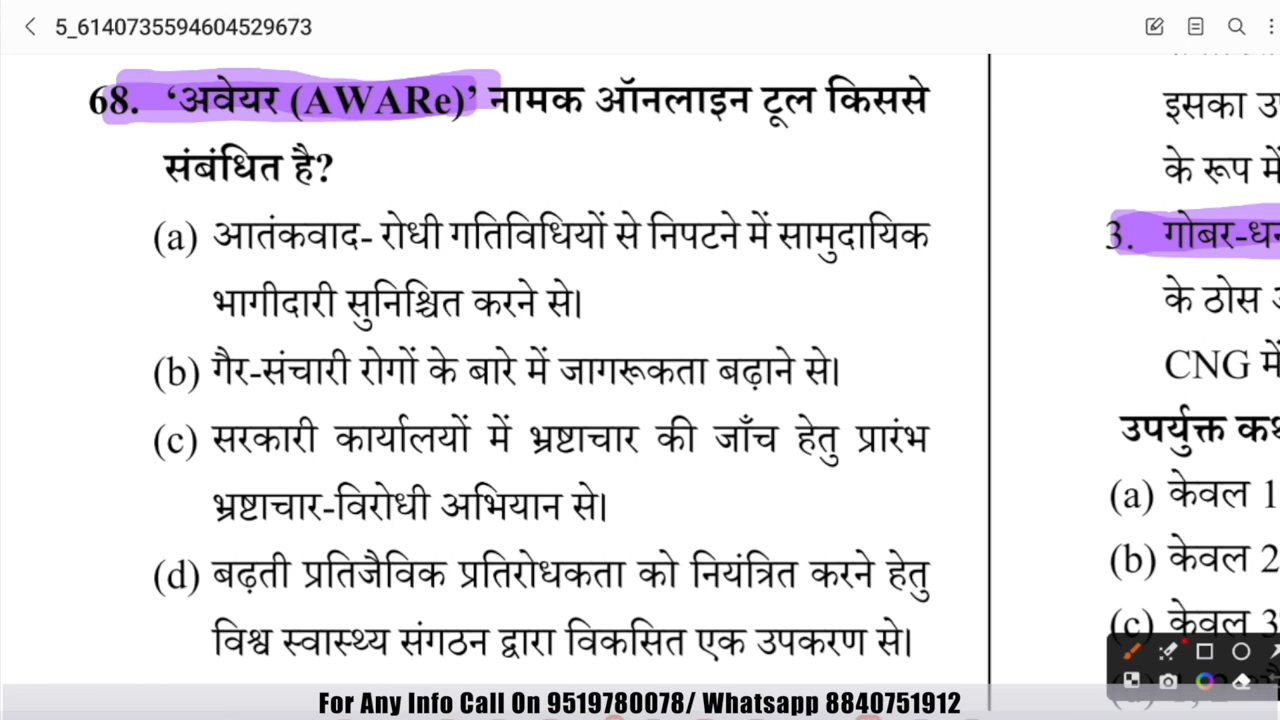 5_6140735594604529673
68. ‘अवेयर (AWARe)’ नामक ऑनलाइन टूल किससे
संबंधित है?
(a) आतंकवाद- रोधी गतिविधियों से निपटने में सामुदायिक
भागीदारी सुनिश्चित करने से।
(b) गैर-संचारी रोगों के बारे में जागरूकता बढ़ाने से।
(c) सरकारी कार्यालयों में भ्रष्टाचार की जाँच हेतु प्रारंभ
भ्रष्टाचार-विरोधी अभियान से।
(d) बढ़ती प्रतिजैविक प्रतिरोधकता को नियंत्रित करने हेतु
विश्व स्वास्थ्य संगठन द्वारा विकसित एक उपकरण से।
इसका
के रूप में
3. गोबर-
के ठोस
CNG में
उपर्युक्त
(a) केवल 1
(b) केवल 2
(c) केवल 3
For Any Info Call On 9519780078/ Whatsapp 8840751912